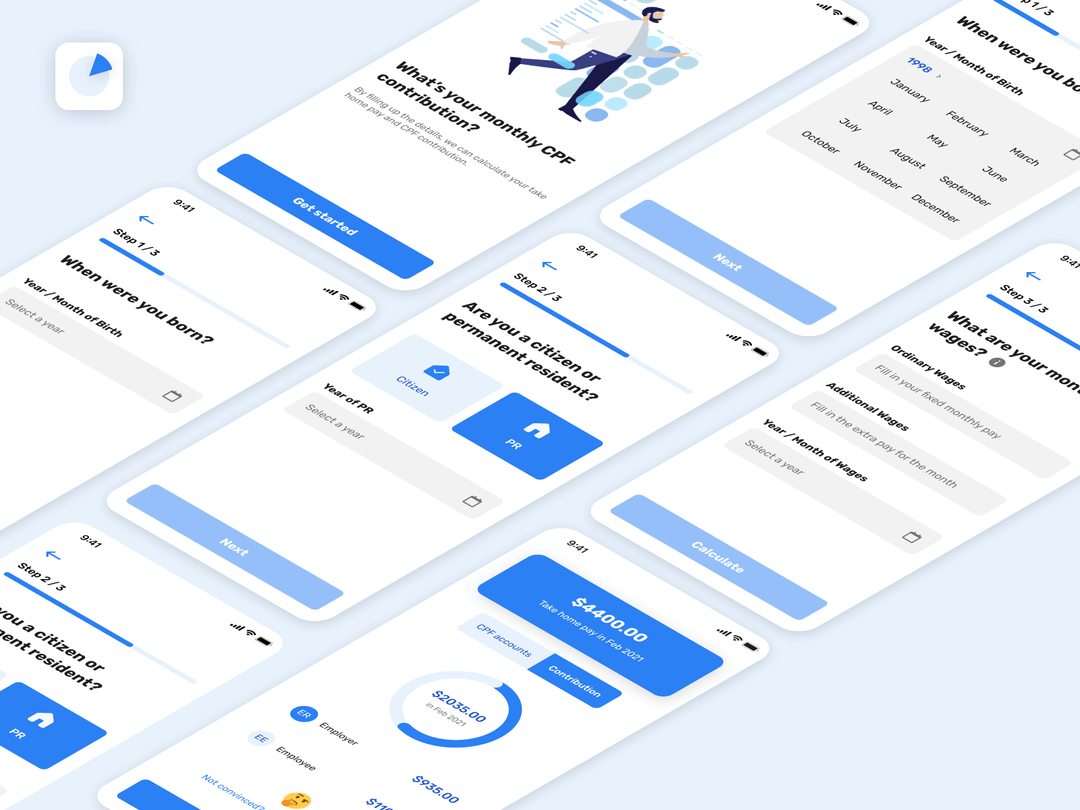 What's your monthly CPF
contribution?
By filling up the details, we can calculate your take
home pay and CPF contribution.
Get started
Step 1 / 3
When were you bo
Year / Month of Birth
1998 ›
January
February
March
April
May
June
July
August
September
October
November
December
Next
9:41
Step 1 / 3
When were you born?
Year / Month of Birth
Select a year
9:41
Step 2 / 3
Are you a citizen or
permanent resident?
Citizen
PR
Year of PR
Select a year
Next
9:41
Step 3 / 3
What are your mon
wages?
Ordinary Wages
Fill in your fixed monthly pay
Additional Wages
Fill in the extra pay for the month
Year / Month of Wages
Select a year
Calculate
9:41
Step 2 / 3
you a citizen or
nent resident?
PR
9:41
$4400.00
Take home pay in Feb 2021
CPF accounts
Contribution
$2035.00
in Feb 2021
ER
Employer
EE
Employee
$935.00
Not convinced?